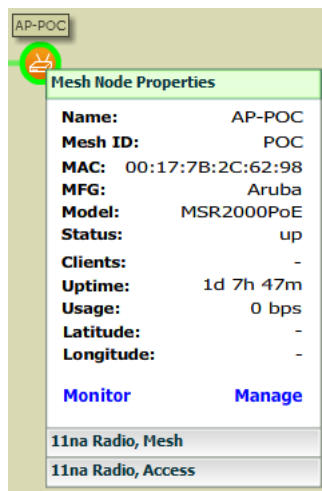 AP-POC
Mesh Node Properties
Name: AP-POC
Mesh ID: POC
MAC: 00:17:7B:2C:62:98
MFG: Aruba
Model: MSR2000PoE
Status: up
Clients: -
Uptime: 1d 7h 47m
Usage: 0 bps
Latitude: -
Longitude: -
Monitor Manage
11na Radio, Mesh
11na Radio, Access